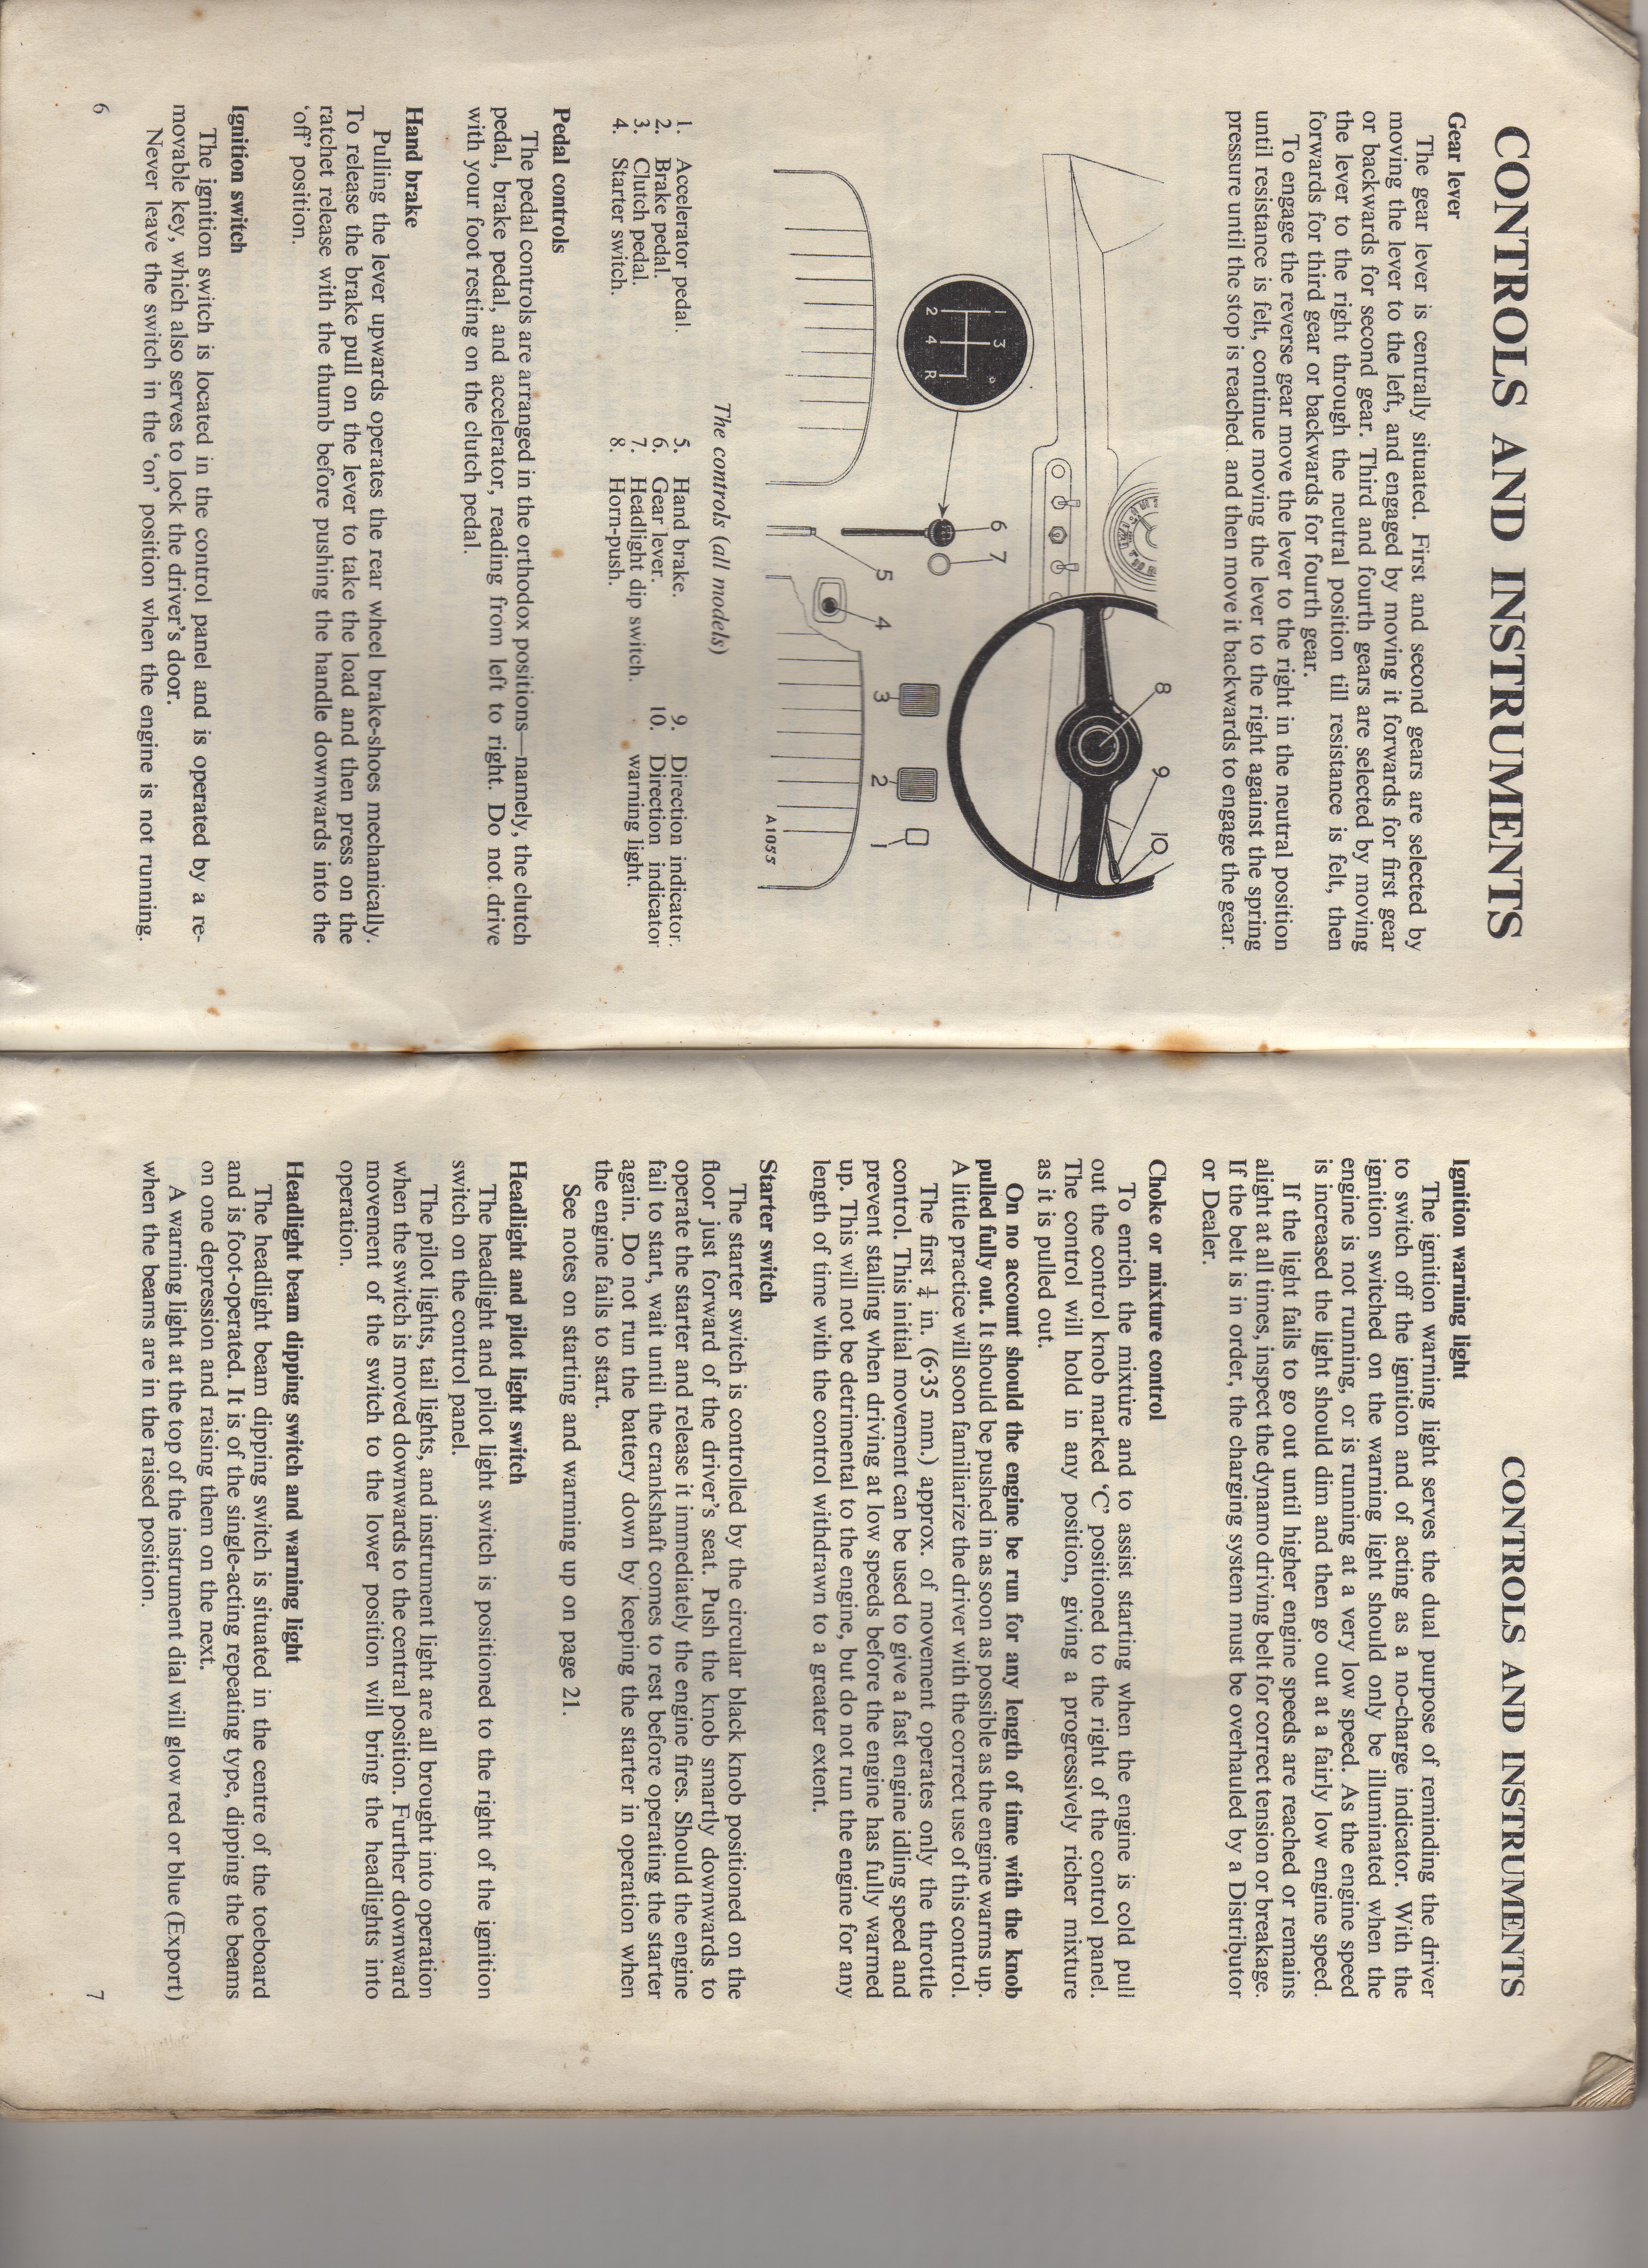 CONTROLS AND INSTRUMENTS
Gear lever
The gear lever is centrally situated. First and second gears are selected by
moving the lever to the left, and engaged by moving it forwards for first gear
or backwards for second gear. Third and fourth gears are selected by moving
the lever to the right through the neutral position till resistance is felt, then
forwards for third gear or backwards for fourth gear.
To engage the reverse gear move the lever to the right in the neutral position
until resistance is felt, continue moving the lever to the right against the spring
pressure until the stop is reached. and then move it backwards to engage the gear.
8
9
10
6
7
1
3
2
4
R
5
4
3
2
1
A1055
The controls (all models)
1. Accelerator pedal.
2. Brake pedal.
3. Clutch pedal.
4. Starter switch.
5. Hand brake.
6. Gear lever.
7. Headlight dip switch.
8. Horn-push.
9. Direction indicator.
10. Direction indicator
warning light.
Pedal controls
The pedal controls are arranged in the orthodox positions—namely, the clutch
pedal, brake pedal, and accelerator, reading from left to right. Do not drive
with your foot resting on the clutch pedal.
Hand brake
Pulling the lever upwards operates the rear wheel brake-shoes mechanically.
To release the brake pull on the lever to take the load and then press on the
ratchet release with the thumb before pushing the handle downwards into the
‘off’ position.
Ignition switch
The ignition switch is located in the control panel and is operated by a re-
movable key, which also serves to lock the driver's door.
Never leave the switch in the ‘on’ position when the engine is not running.
6
CONTROLS AND INSTRUMENTS
Ignition warning light
The ignition warning light serves the dual purpose of reminding the driver
to switch off the ignition and of acting as a no-charge indicator. With the
ignition switched on the warning light should only be illuminated when the
engine is not running, or is running at a very low speed. As the engine speed
is increased the light should dim and then go out at a fairly low engine speed.
If the light fails to go out until higher engine speeds are reached or remains
alight at all times, inspect the dynamo driving belt for correct tension or breakage.
If the belt is in order, the charging system must be overhauled by a Distributor
or Dealer.
Choke or mixture control
To enrich the mixture and to assist starting when the engine is cold pull
out the control knob marked ‘C’ positioned to the right of the control panel.
The control will hold in any position, giving a progressively richer mixture
as it is pulled out.
On no account should the engine be run for any length of time with the knob
pulled fully out. It should be pushed in as soon as possible as the engine warms up.
A little practice will soon familiarize the driver with the correct use of this control.
The first ¼ in. (6·35 mm.) approx. of movement operates only the throttle
control. This initial movement can be used to give a fast engine idling speed and
prevent stalling when driving at low speeds before the engine has fully warmed
up. This will not be detrimental to the engine, but do not run the engine for any
length of time with the control withdrawn to a greater extent.
Starter switch
The starter switch is controlled by the circular black knob positioned on the
floor just forward of the driver's seat. Push the knob smartly downwards to
operate the starter and release it immediately the engine fires. Should the engine
fail to start, wait until the crankshaft comes to rest before operating the starter
again. Do not run the battery down by keeping the starter in operation when
the engine fails to start.
See notes on starting and warming up on page 21.
Headlight and pilot light switch
The headlight and pilot light switch is positioned to the right of the ignition
switch on the control panel.
The pilot lights, tail lights, and instrument light are all brought into operation
when the switch is moved downwards to the central position. Further downward
movement of the switch to the lower position will bring the headlights into
operation.
Headlight beam dipping switch and warning light
The headlight beam dipping switch is situated in the centre of the toeboard
and is foot-operated. It is of the single-acting repeating type, dipping the beams
on one depression and raising them on the next.
A warning light at the top of the instrument dial will glow red or blue (Export)
when the beams are in the raised position.
7